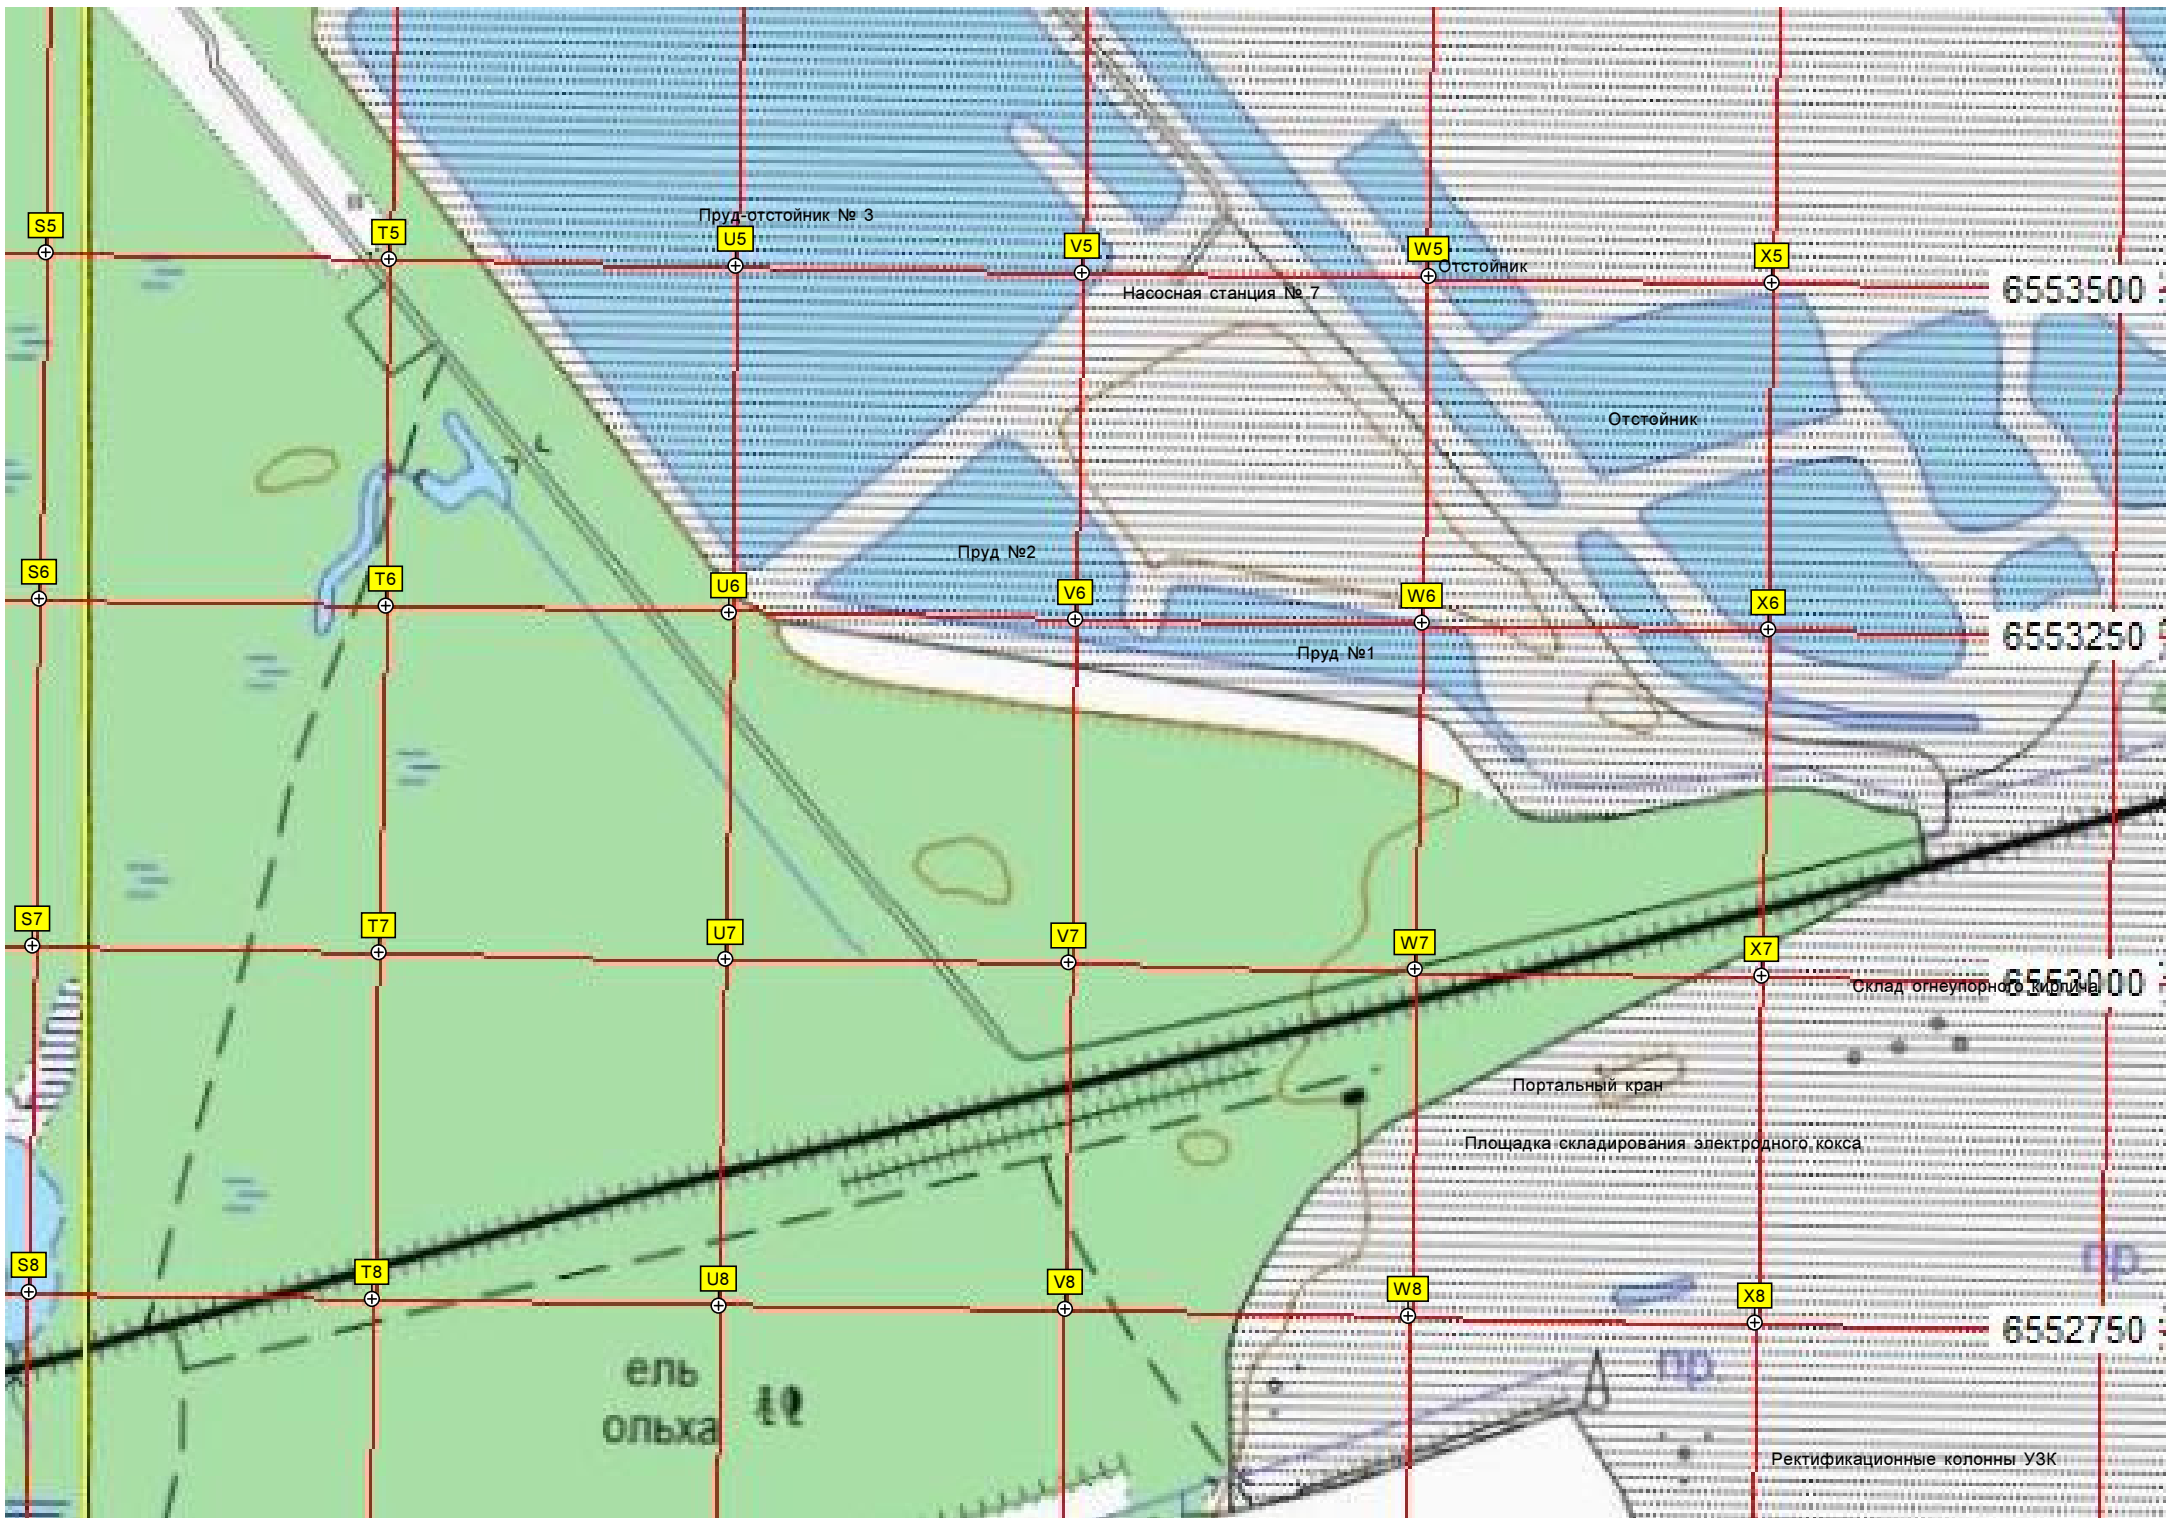 Пруд-отстойник № 3
S5
T5
U5
V5
W5
X5
Отстойник
Насосная станция № 7
6553500
Отстойник
Пруд №2
S6
T6
U6
V6
W6
X6
6553250
Пруд №1
S7
T7
U7
V7
W7
X7
6553000
Склад огнеупорного кирпича
Портальный кран
Площадка складирования электродного кокса
пр.
S8
T8
U8
V8
W8
X8
6552750
ель
ольха
пр.
Ректификационные колонны УЗК